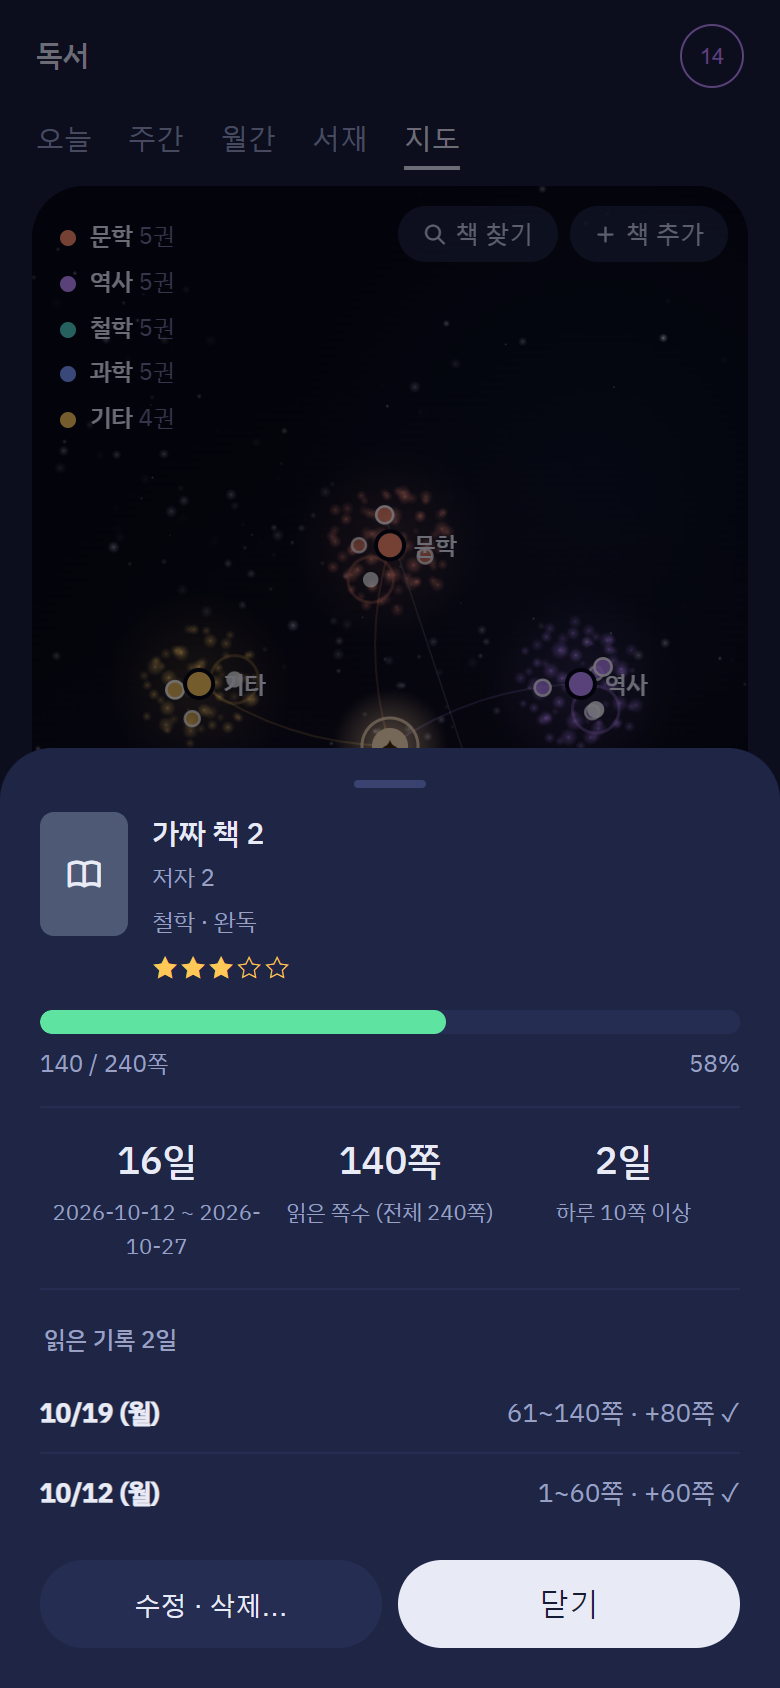 독서
14
오늘 주간 월간 서재 지도
문학 5권
책 찾기
책 추가
역사 5권
철학 5권
과학 5권
기타 4권
문학
기타
역사
가짜 책 2
저자 2
철학 · 완독
140 / 240쪽
58%
16일
2026-10-12 ~ 2026-
10-27
140쪽
읽은 쪽수 (전체 240쪽)
2일
하루 10쪽 이상
읽은 기록 2일
10/19 (월)
61~140쪽 · +80쪽 ✓
10/12 (월)
1~60쪽 · +60쪽 ✓
수정 · 삭제...
닫기